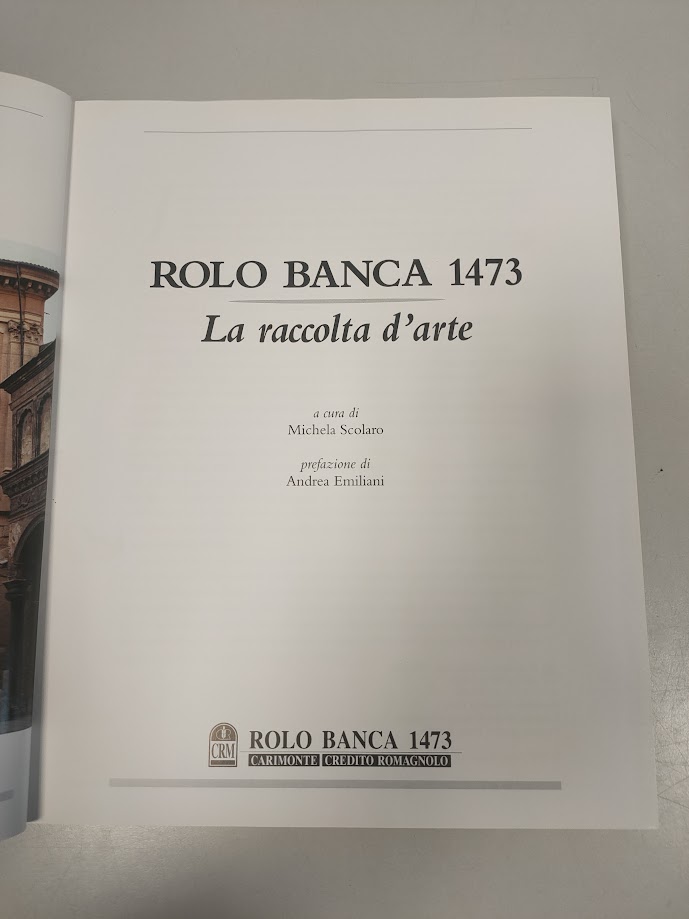 ROLO BANCA 1473
La raccolta d'arte
a cura di
Michela Scolaro
prefazione di
Andrea Emiliani
CRM
ROLO BANCA 1473
CARIMONTE CREDITO ROMAGNOLO